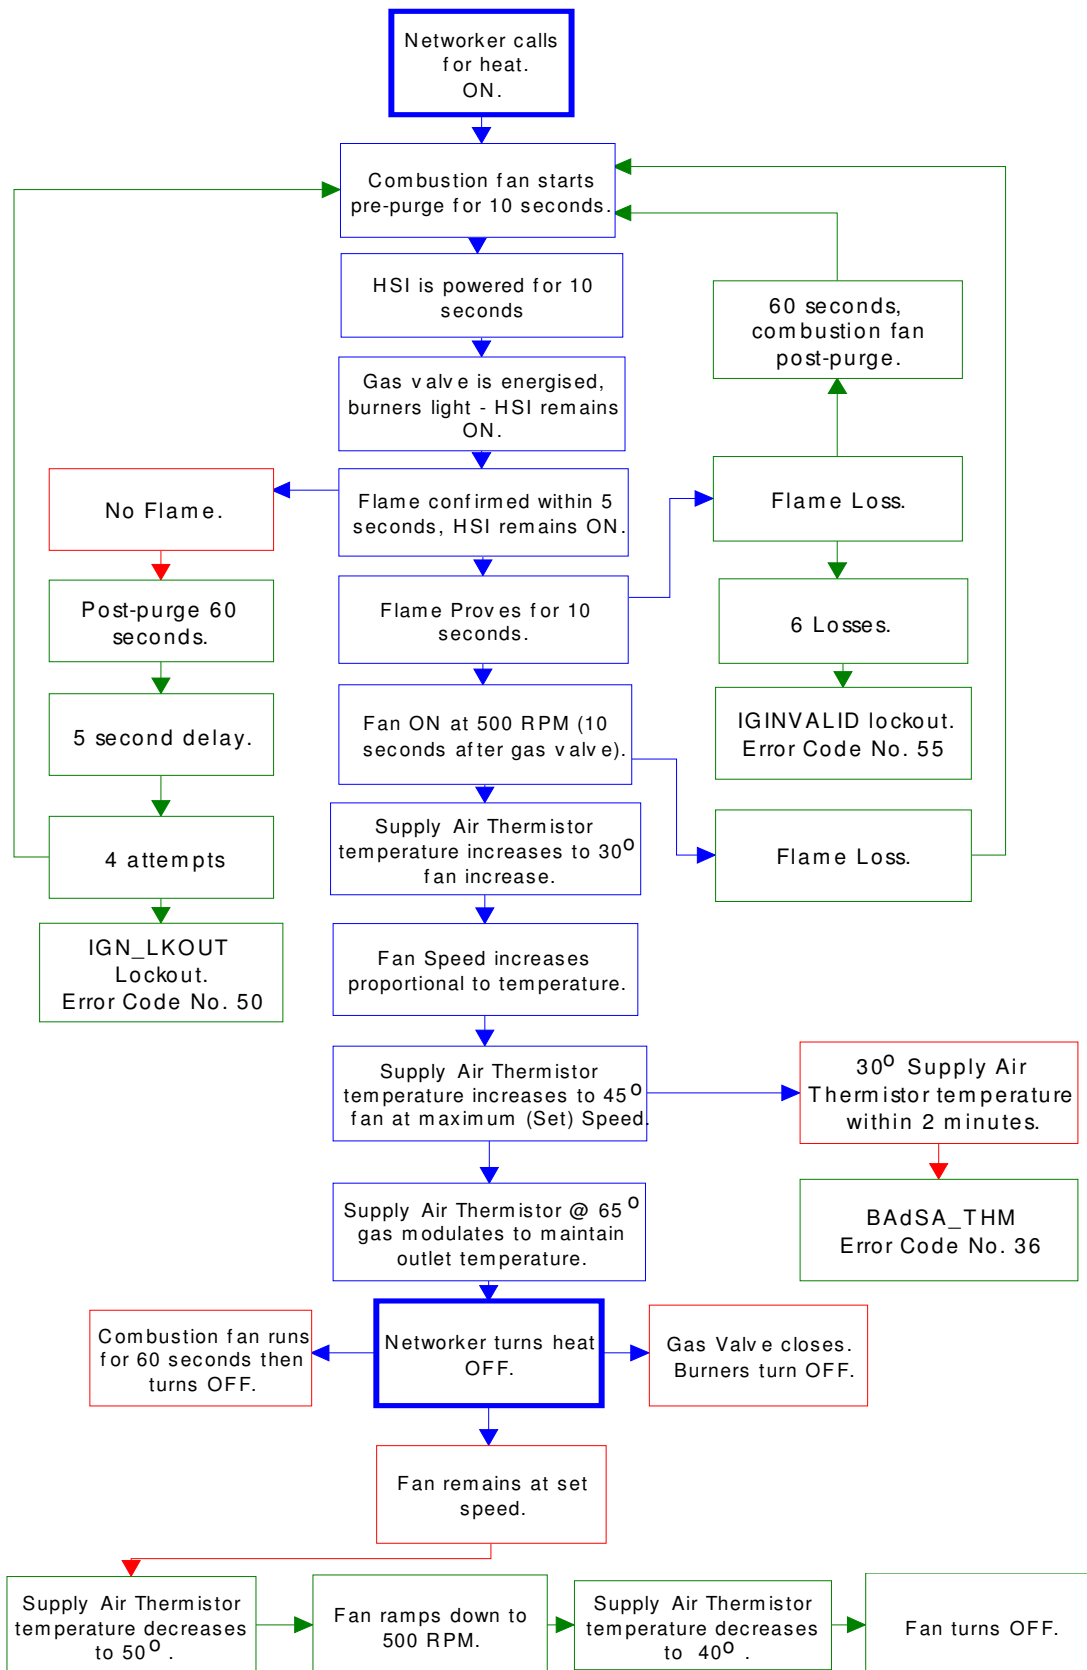 Networker calls
for heat.
ON.
Combustion fan starts
pre-purge for 10 seconds.
HSI is powered for 10
seconds
60 seconds,
combustion fan
post-purge.
Gas valve is energised,
burners light - HSI remains
ON.
No Flame.
Flame confirmed within 5
seconds, HSI remains ON.
Flame Loss.
Post-purge 60
seconds.
Flame Proves for 10
seconds.
6 Losses.
5 second delay.
Fan ON at 500 RPM (10
seconds after gas valve).
IGINVALID lockout.
Error Code No. 55
4 attempts
Supply Air Thermistor
temperature increases to 30º
fan increase.
Flame Loss.
IGN_LKOUT
Lockout.
Error Code No. 50
Fan Speed increases
proportional to temperature.
Supply Air Thermistor
temperature increases to 45º
fan at maximum (Set) Speed.
30º Supply Air
Thermistor temperature
within 2 minutes.
Supply Air Thermistor @ 65º
gas modulates to maintain
outlet temperature.
BAdSA_THM
Error Code No. 36
Combustion fan runs
for 60 seconds then
turns OFF.
Networker turns heat
OFF.
Gas Valve closes.
Burners turn OFF.
Fan remains at set
speed.
Supply Air Thermistor
temperature decreases
to 50º.
Fan ramps down to
500 RPM.
Supply Air Thermistor
temperature decreases
to 40º.
Fan turns OFF.